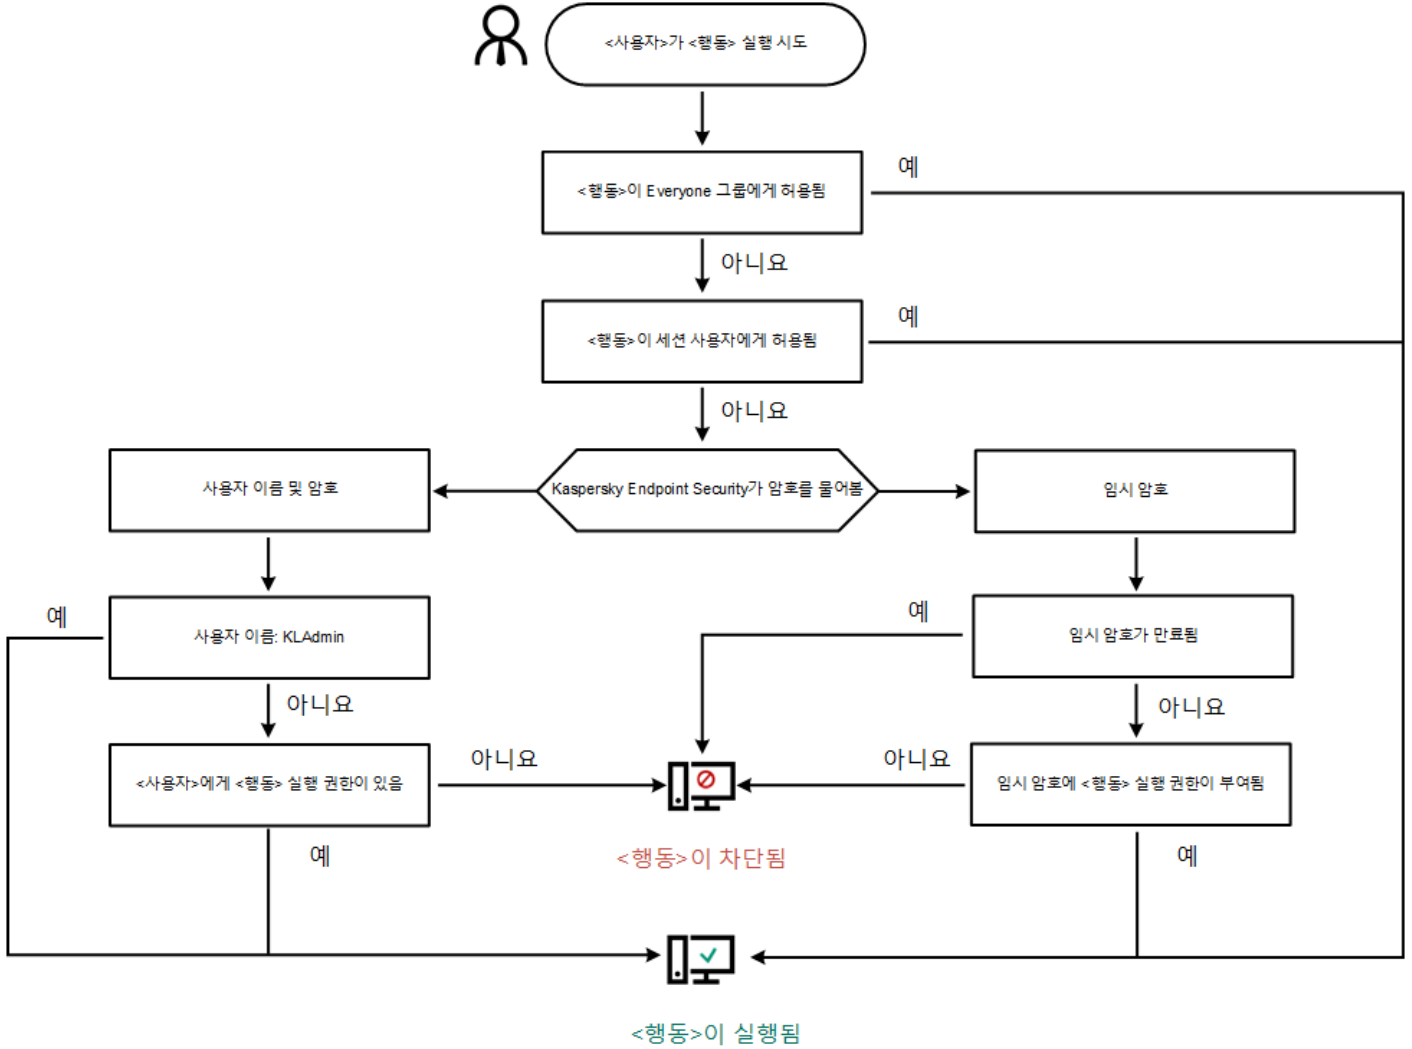 <사용자>가 <행동> 실행 시도
예
<행동>이 Everyone 그룹에게 허용됨
아니요
예
<행동>이 세션 사용자에게 허용됨
아니요
사용자 이름 및 암호
Kaspersky Endpoint Security가 암호를 물어봄
임시 암호
예
사용자 이름: KLAdmin
예
임시 암호가 만료됨
아니요
아니요
<사용자>에게 <행동> 실행 권한이 있음
아니요
아니요
임시 암호에 <행동> 실행 권한이 부여됨
예
<행동>이 차단됨
예
<행동>이 실행됨